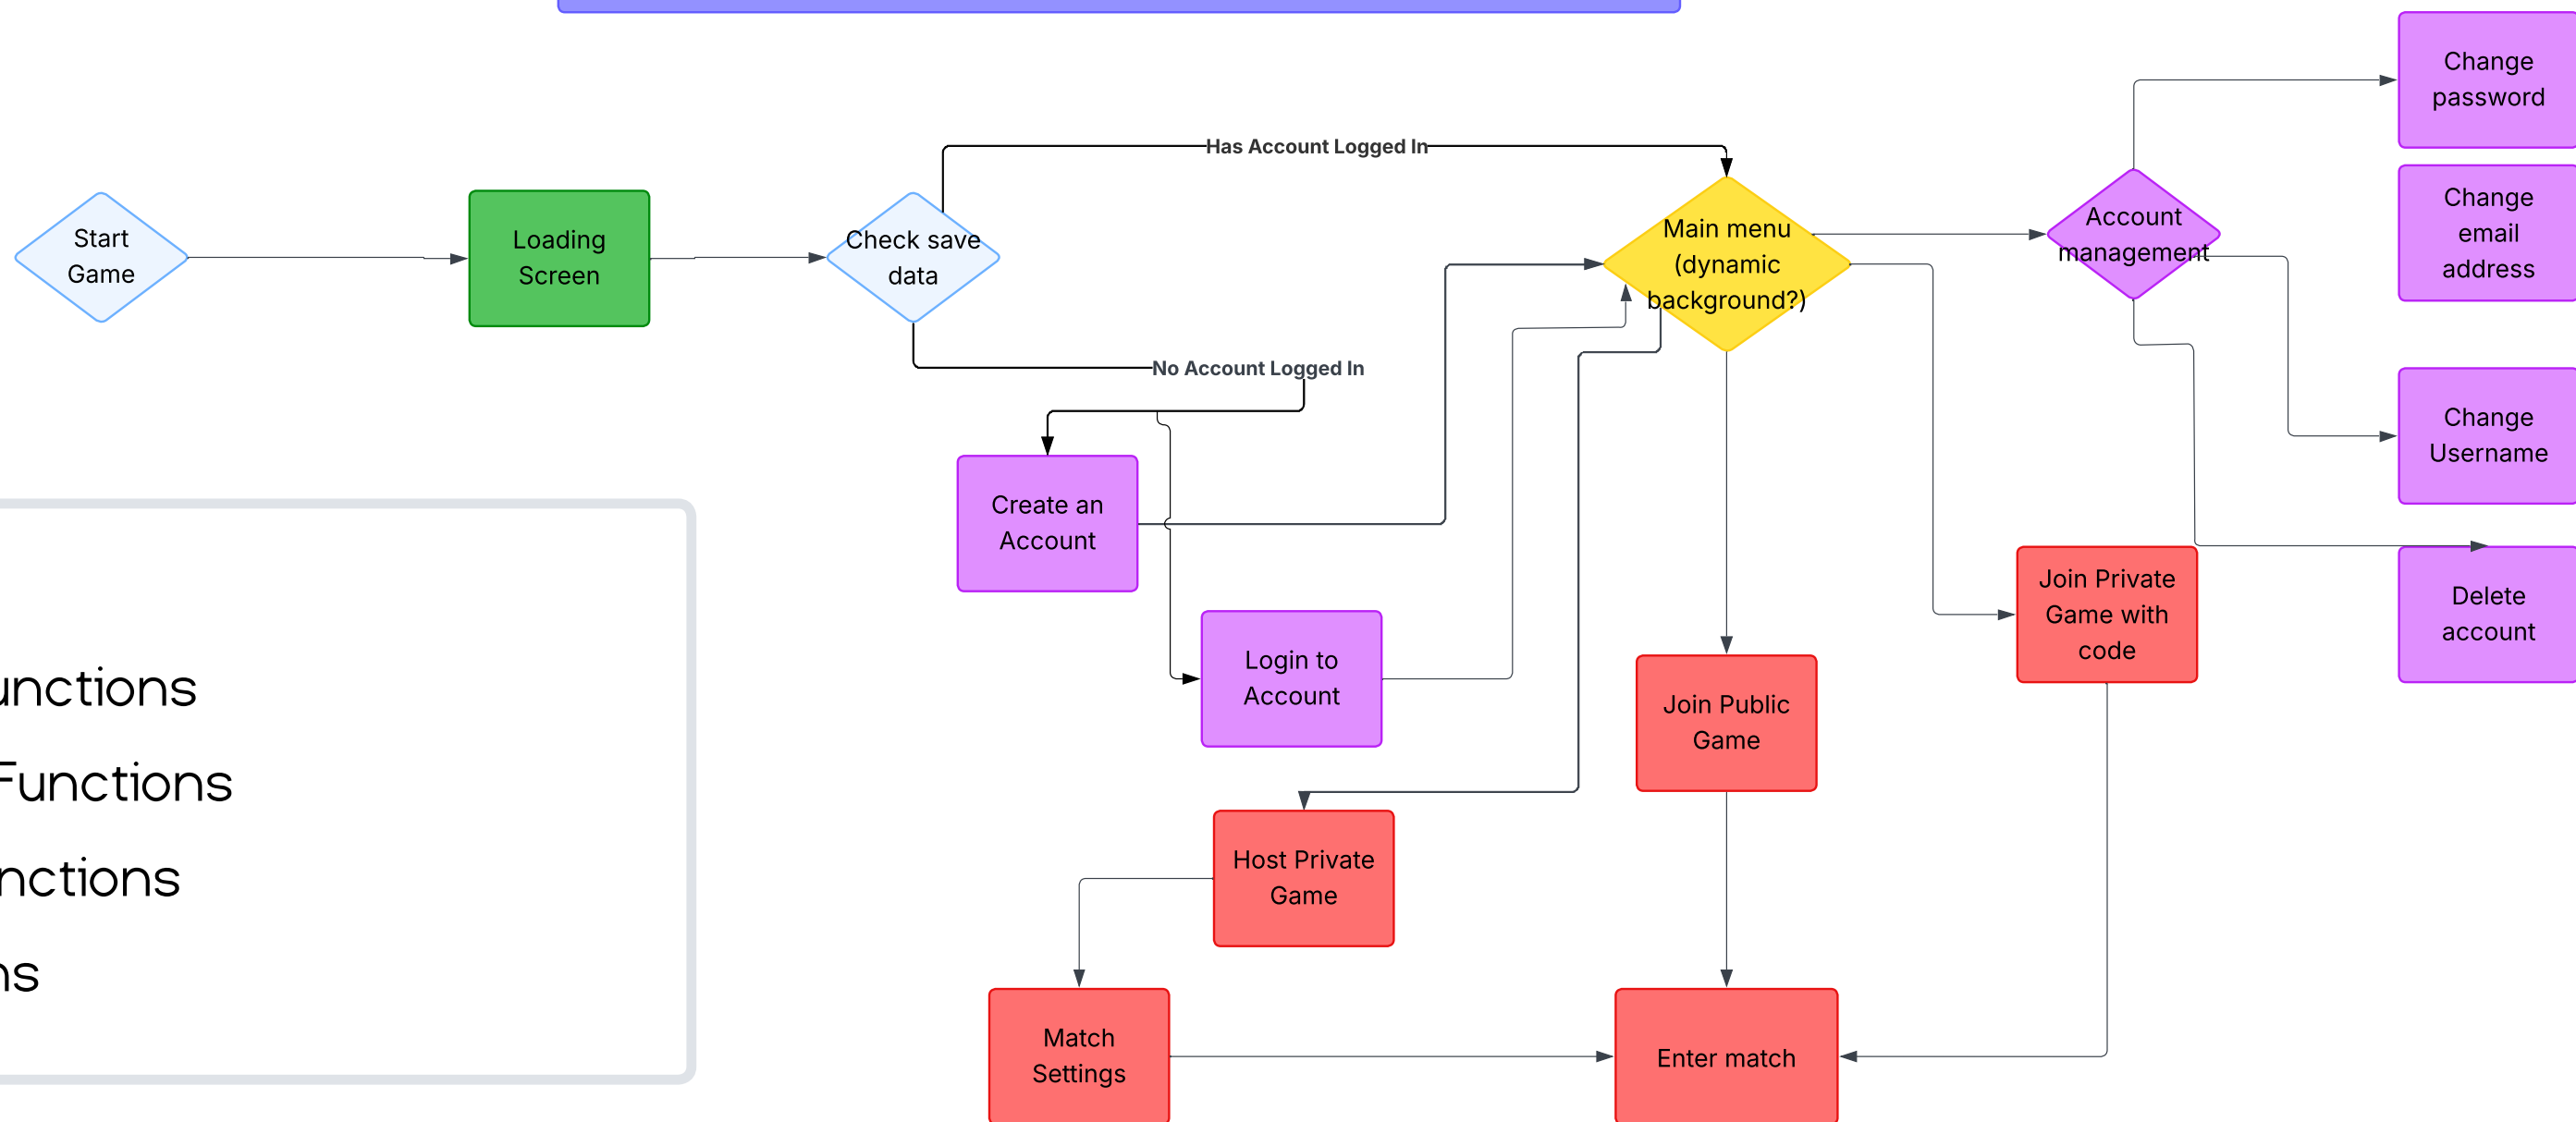 Change
password
Has Account Logged In
Change
email
address
Start
Game
Loading
Screen
Check save
data
Main menu
(dynamic
background?)
Account
management
No Account Logged In
Change
Username
Create an
Account
Join Private
Game with
code
Delete
account
Login to
Account
Join Public
Game
Functions
Host Private
Game
Match
Settings
Enter match